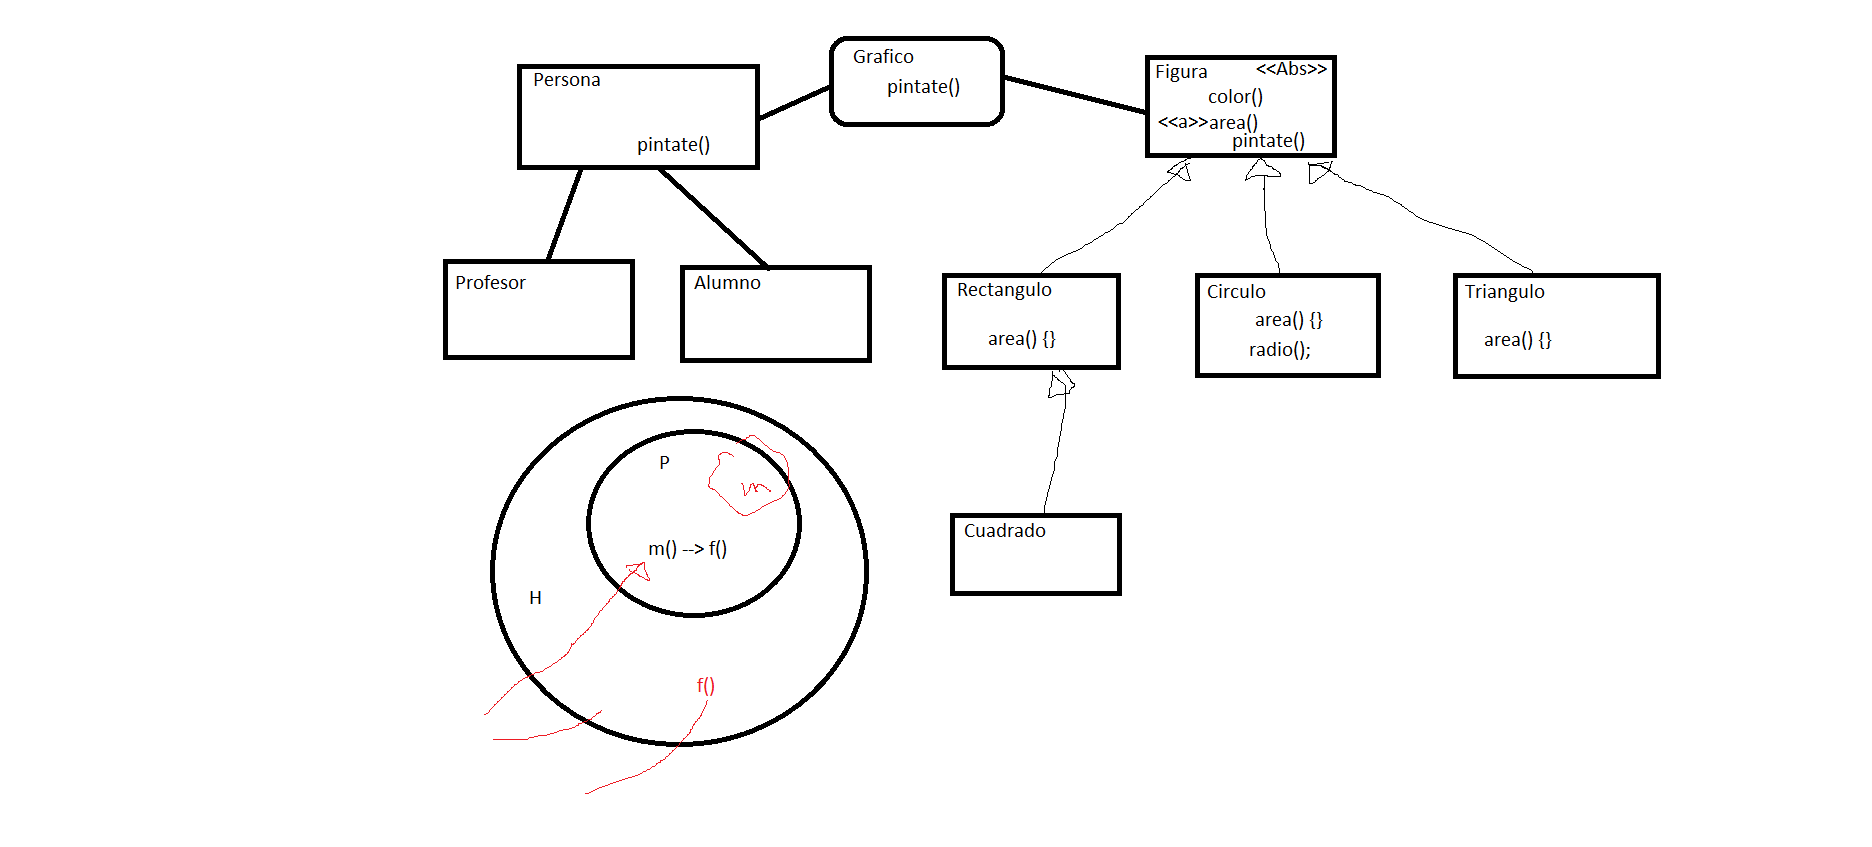 Grafico
pintate()
Persona
pintate()
Figura <<Abs>>
color()
<<a>>area()
pintate()
Profesor
Alumno
Rectangulo
area() {}
Circulo
area() {}
radio();
Triangulo
area() {}
P
m
m() --> f()
H
f()
Cuadrado